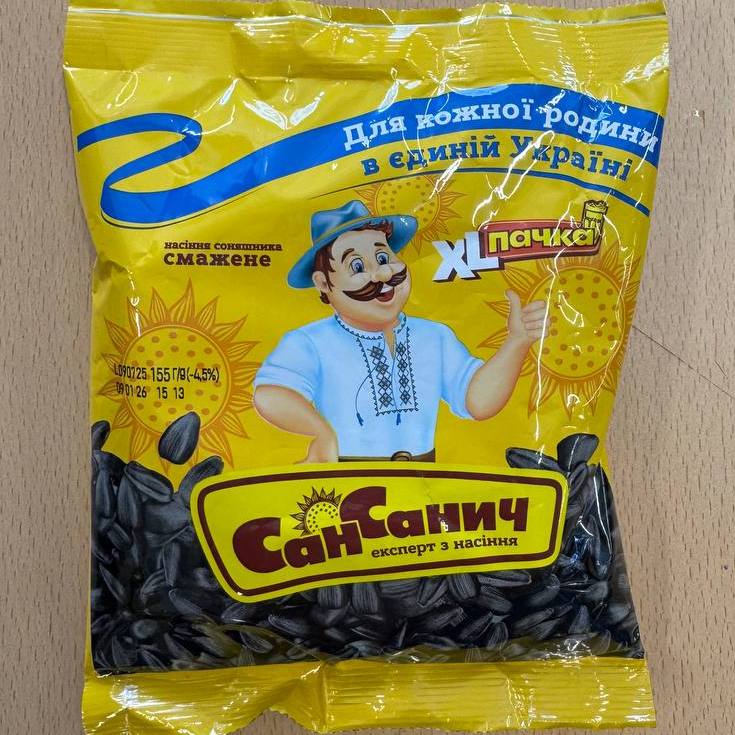 Для кожної родини
в єдиній Україні
XL пачка
насіння соняшника
смажене
L090725 155 Г/g (-4,5%)
09 01 26 15 13
СанСанич
експерт з насіння